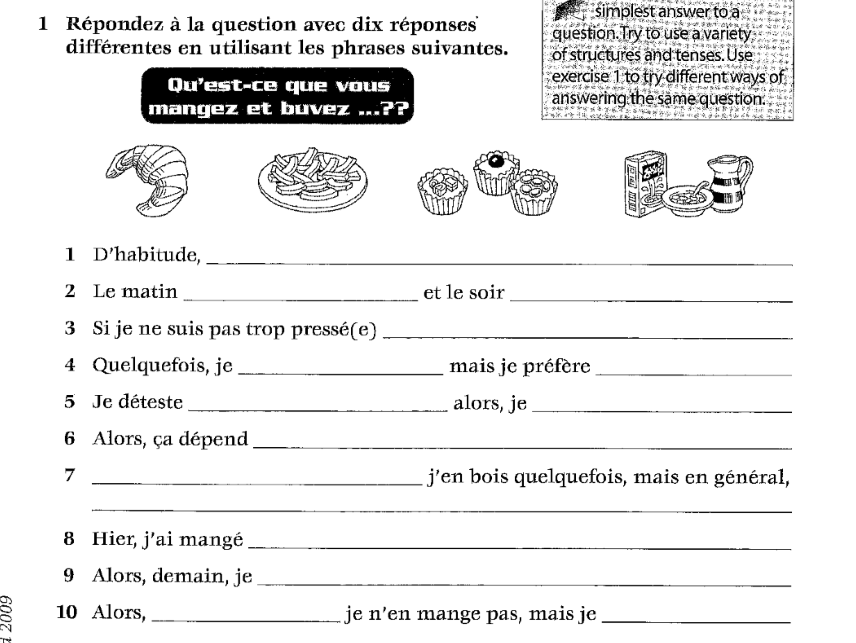 1 Répondez à la question avec dix réponses
différentes en utilisant les phrases suivantes.
simplest answer to a
question. Try to use a variety
of structures and tenses. Use
exercise 1 to try different ways of
answering the same question.
Qu'est-ce que vous
mangez et buvez ...??
1 D'habitude,
2 Le matin et le soir
3 Si je ne suis pas trop pressé(e)
4 Quelquefois, je mais je préfère
5 Je déteste alors, je
6 Alors, ça dépend
7 j'en bois quelquefois, mais en général,
8 Hier, j'ai mangé
9 Alors, demain, je
10 Alors, je n'en mange pas, mais je
2009